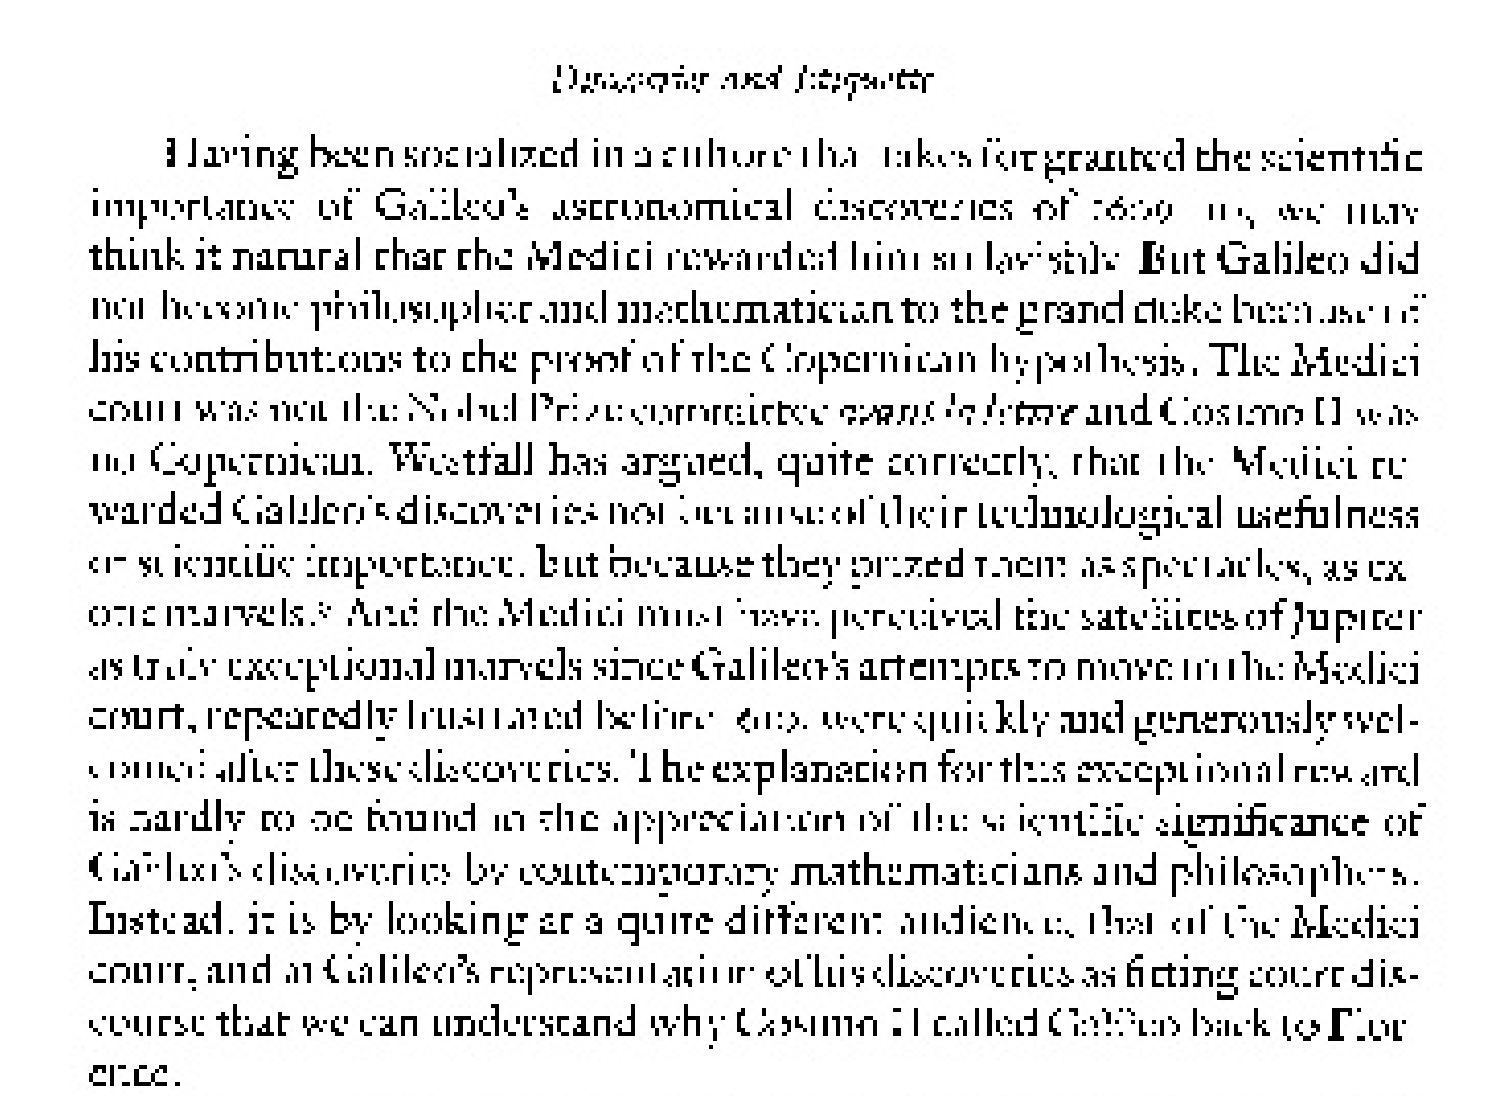 and Etiquette
Having been socialized in a culture that takes for granted the scientific
importance of Galileo's astronomical discoveries of 1609–10, we may
think it natural that the Medici rewarded him so lavishly. But Galileo did
not become philosopher and mathematician to the grand duke because of
his contributions to the proof of the Copernican hypothesis. The Medici
court was not the Nobel Prize committee avant la lettre and Cosimo II was
no Copernican. Westfall has argued, quite correctly, that the Medici re-
warded Galileo's discoveries not because of their technological usefulness
or scientific importance, but because they prized them as spectacles, as ex-
otic marvels. And the Medici must have perceived the satellites of Jupiter
as truly exceptional marvels since Galileo's attempts to move to the Medici
court, repeatedly frustrated before were quickly and generously wel-
comed after these discoveries. The explanation for this exceptional reward
is hardly to be found in the appreciation of the scientific significance of
Galileo's discoveries by contemporary mathematicians and philosophers.
Instead, it is by looking at a quite different audience, that of the Medici
court, and at Galileo's representation of his discoveries as fitting court dis-
course that we can understand why Cosimo II called Galileo back to Flor-
ence.